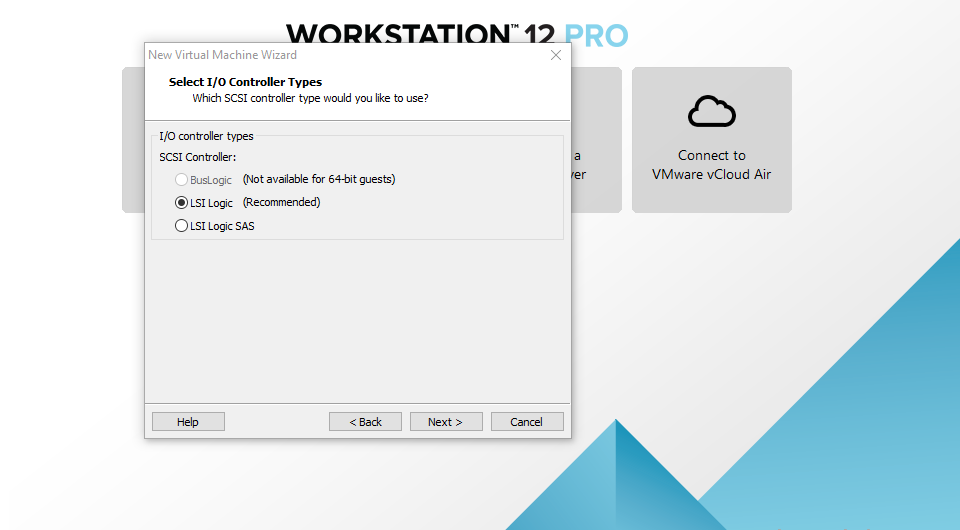 WORKSTATION™ 12 PRO
New Virtual Machine Wizard
Select I/O Controller Types
Which SCSI controller type would you like to use?
I/O controller types
SCSI Controller:
BusLogic (Not available for 64-bit guests)
LSI Logic (Recommended)
LSI Logic SAS
Help
< Back
Next >
Cancel
a
ver
Connect to
VMware vCloud Air